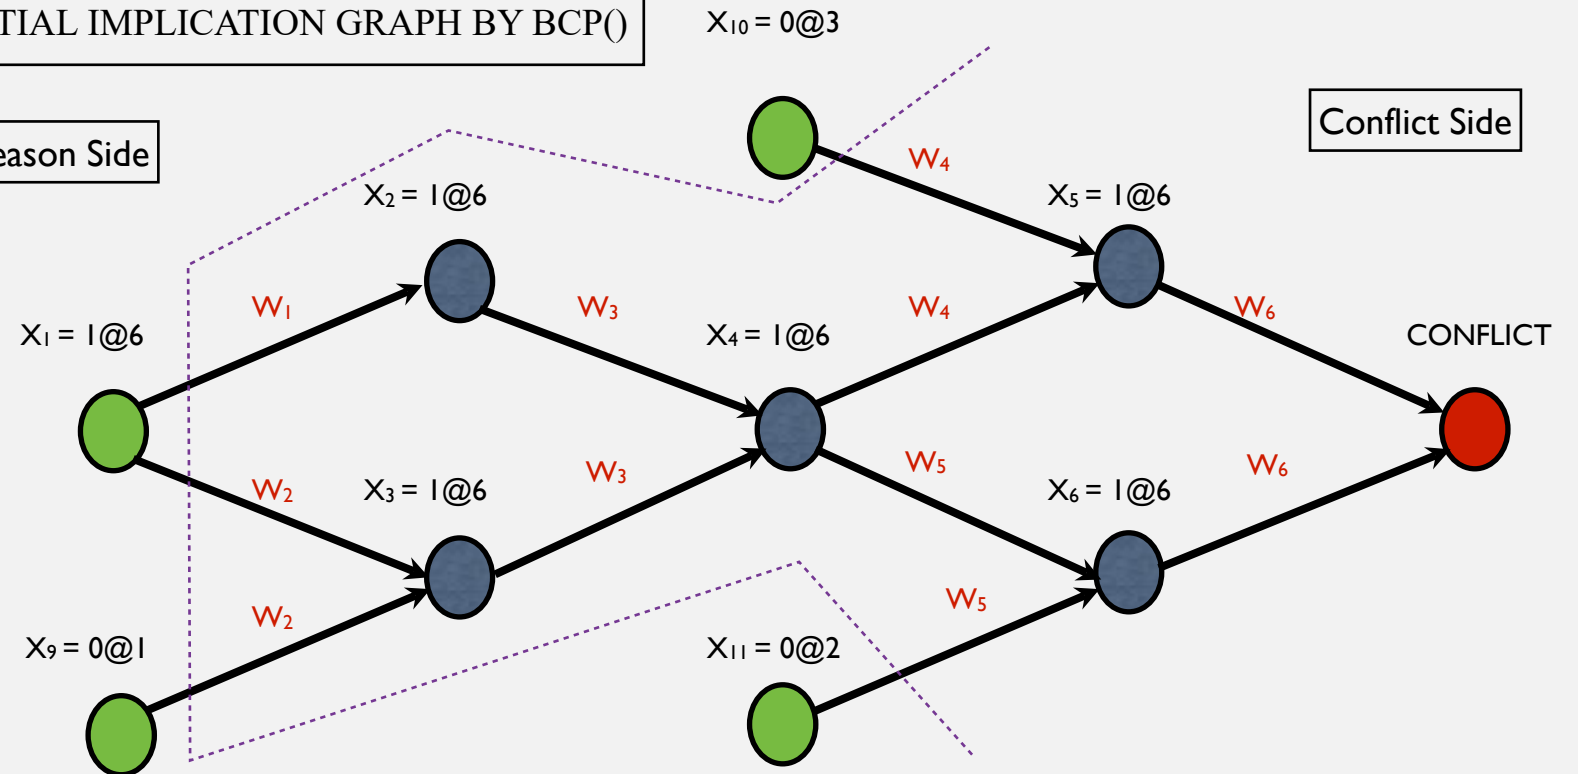 TIAL IMPLICATION GRAPH BY BCP()
X₁₀ = 0@3
Conflict Side
eason Side
W₄
X₂ = 1@6
X₅ = 1@6
W₁
W₃
W₄
W₆
X₁ = 1@6
X₄ = 1@6
CONFLICT
W₂
X₃ = 1@6
W₃
W₅
X₆ = 1@6
W₆
W₂
W₅
X₉ = 0@1
X₁₁ = 0@2